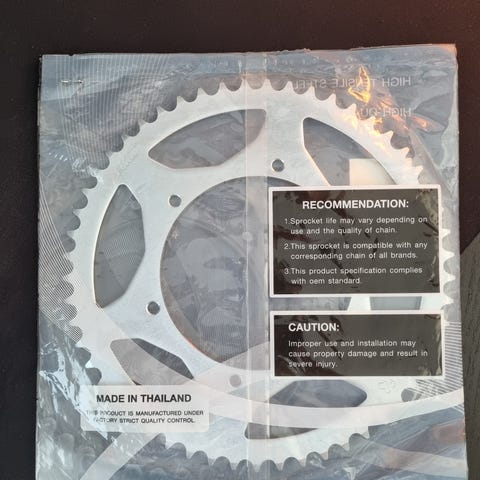 HIGH TENSILE STEEL
RECOMMENDATION:
1.Sprocket life may vary depending on
use and the quality of chain.
2.This sprocket is compatible with any
corresponding chain of all brands.
3.This product specification complies
with oem standard.
CAUTION:
Improper use and installation may
cause property damage and result in
severe injury.
MADE IN THAILAND
THIS PRODUCT IS MANUFACTURED UNDER
FACTORY STRICT QUALITY CONTROL.